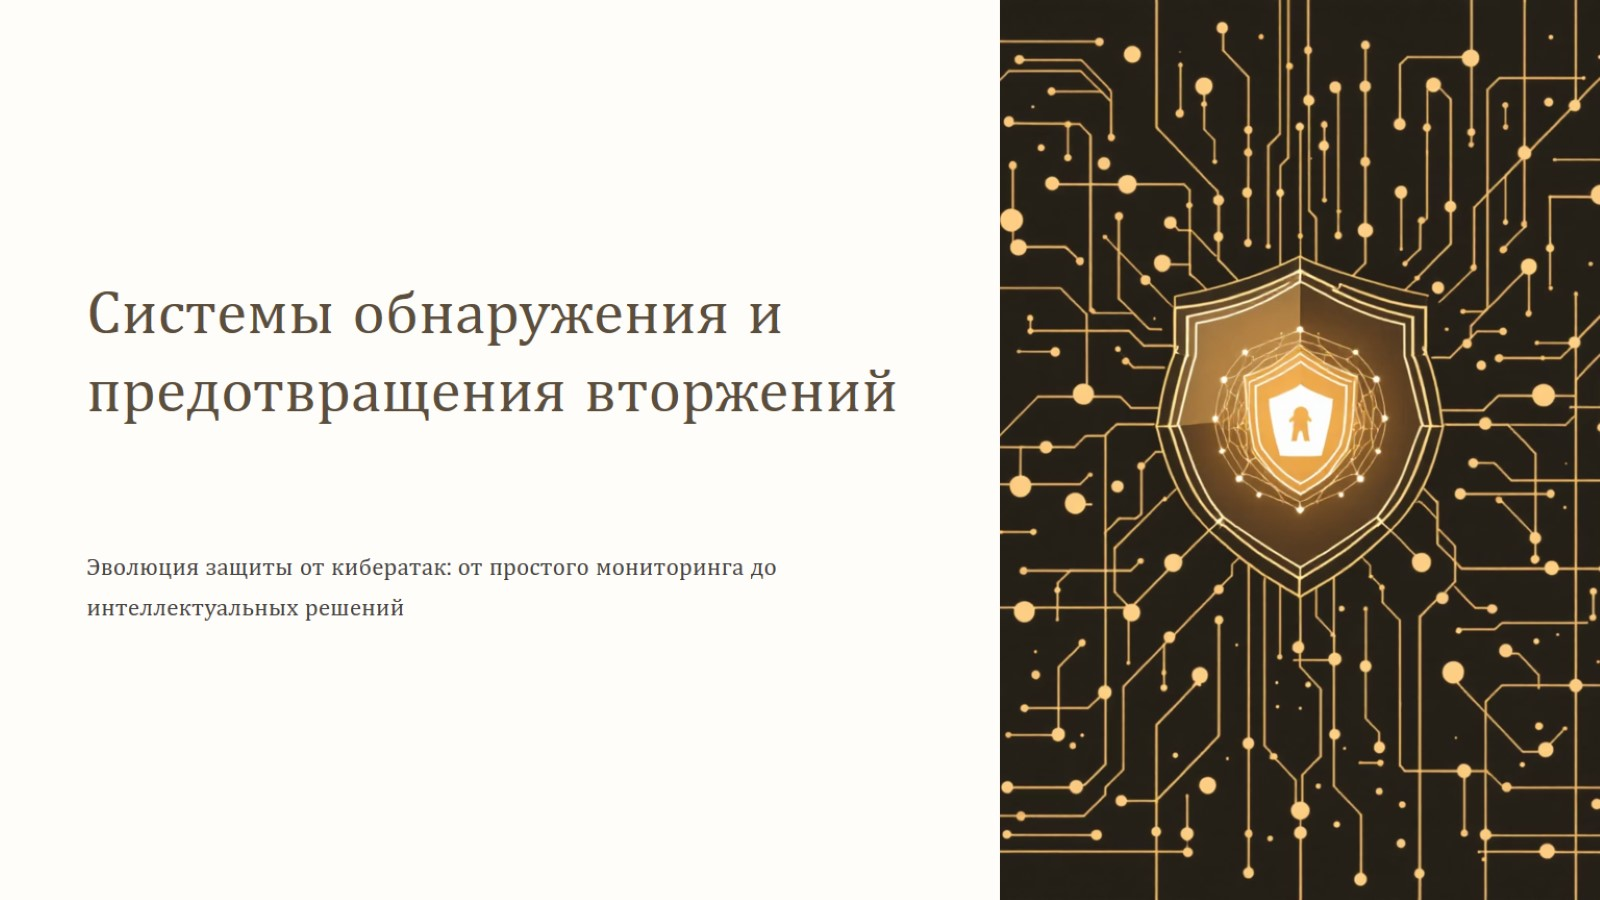 Системы обнаружения и
предотвращения вторжений
Эволюция защиты от кибератак: от простого мониторинга до
интеллектуальных решений